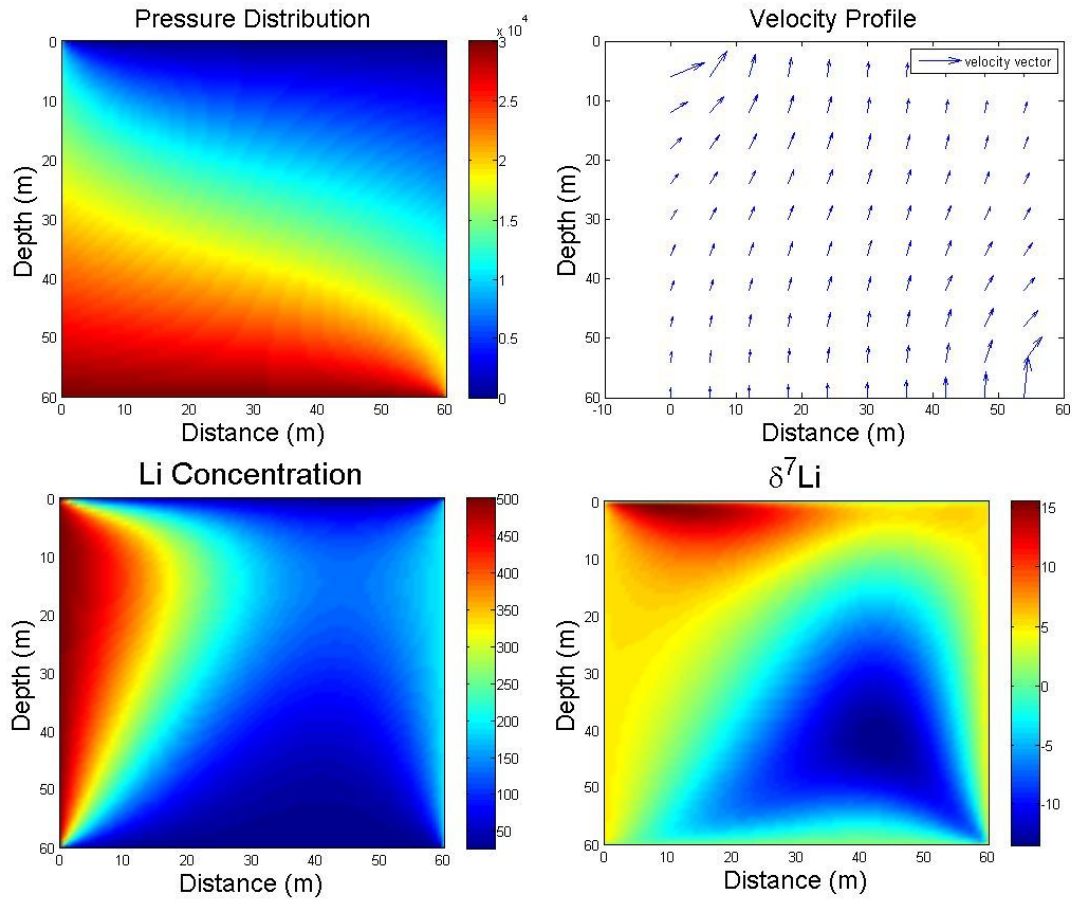 Pressure Distribution
x 10^4
0
10
20
30
40
50
60
Depth (m)
0 10 20 30 40 50 60
Distance (m)
3
2.5
2
1.5
1
0.5
0
Velocity Profile
velocity vector
0
10
20
30
40
50
60
Depth (m)
-10 0 10 20 30 40 50 60
Distance (m)
Li Concentration
0
10
20
30
40
50
60
Depth (m)
0 10 20 30 40 50 60
Distance (m)
500
450
400
350
300
250
200
150
100
50
δ⁷Li
0
10
20
30
40
50
60
Depth (m)
0 10 20 30 40 50 60
Distance (m)
15
10
5
0
-5
-10